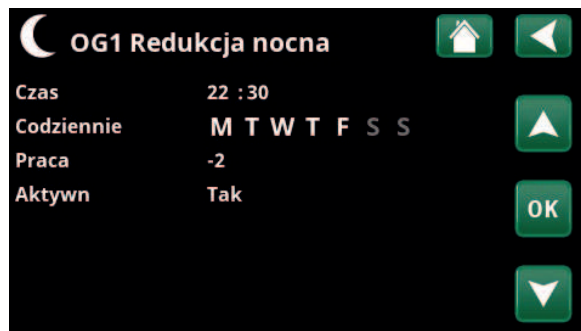 OG1 Redukcja nocna
Czas 22 :30
Codziennie M T W T F S S
Praca -2
Aktywn Tak
OK